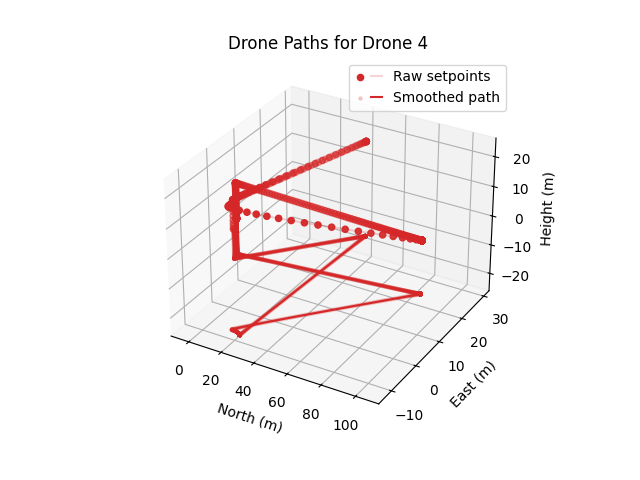 Drone Paths for Drone 4
Raw setpoints
Smoothed path
20
10
0
−10
−20
Height (m)
30
20
10
0
−10
East (m)
0
20
40
60
80
100
North (m)